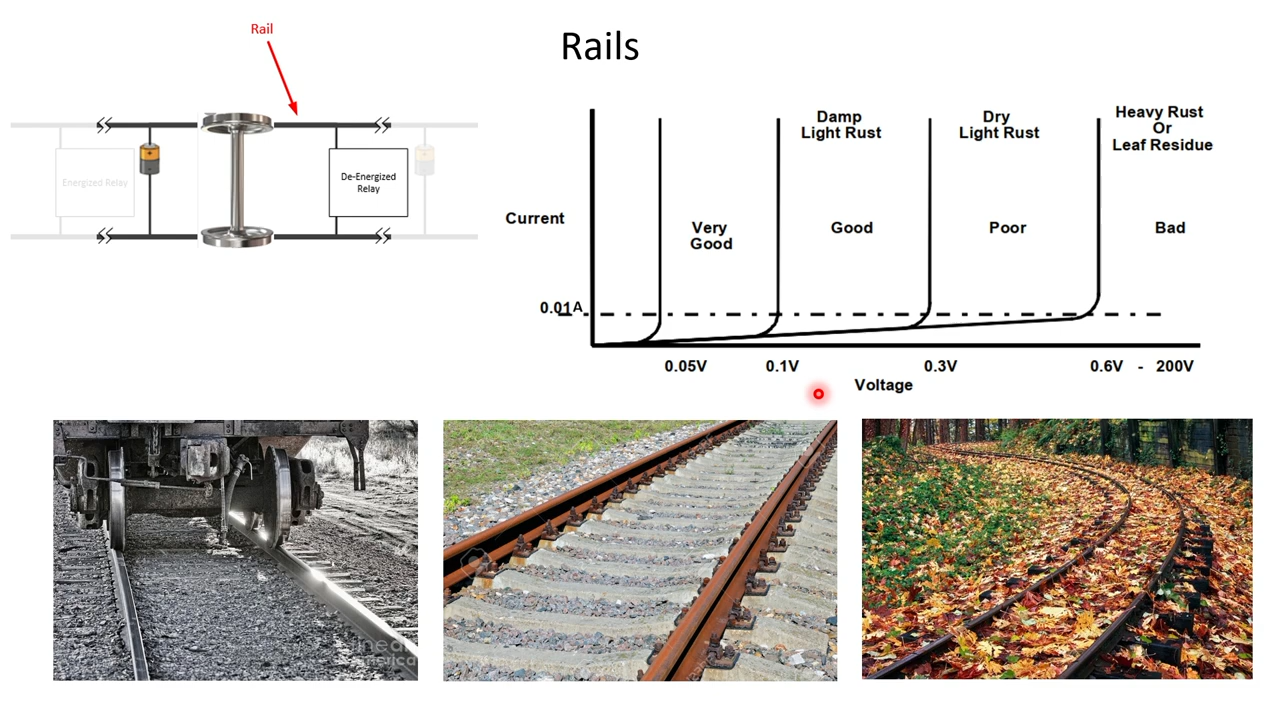 Rail
Rails
Energized Relay
De-Energized
Relay
Damp
Light Rust
Dry
Light Rust
Heavy Rust
Or
Leaf Residue
Current
Very
Good
Good
Poor
Bad
0.01A
0.05V
0.1V
0.3V
0.6V - 200V
Voltage